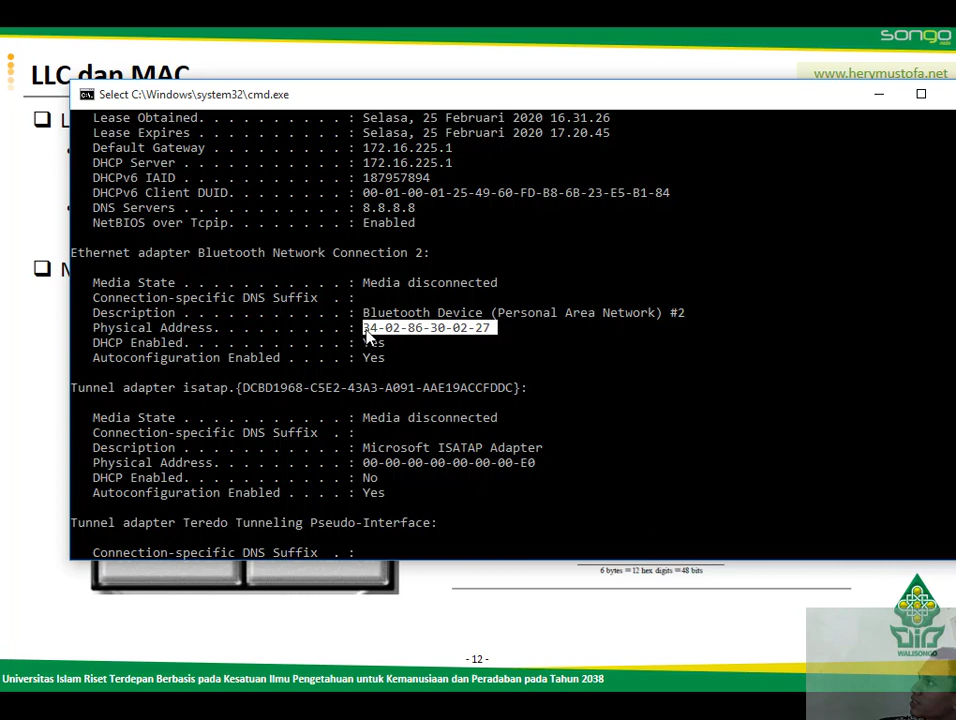 songo
LLC dan MAC
www.herymustofa.net
Select C:\Windows\system32\cmd.exe
L
Lease Obtained. . . . . . . . . . : Selasa, 25 Februari 2020 16.31.26
Lease Expires . . . . . . . . . . : Selasa, 25 Februari 2020 17.20.45
Default Gateway . . . . . . . . . : 172.16.225.1
DHCP Server . . . . . . . . . . . : 172.16.225.1
DHCPv6 IAID . . . . . . . . . . . : 187957894
DHCPv6 Client DUID. . . . . . . . : 00-01-00-01-25-49-60-FD-B8-6B-23-E5-B1-84
DNS Servers . . . . . . . . . . . : 8.8.8.8
NetBIOS over Tcpip. . . . . . . . : Enabled
Ethernet adapter Bluetooth Network Connection 2:
Media State . . . . . . . . . . . : Media disconnected
Connection-specific DNS Suffix  . :
Description . . . . . . . . . . . : Bluetooth Device (Personal Area Network) #2
Physical Address. . . . . . . . . : 34-02-86-30-02-27
DHCP Enabled. . . . . . . . . . . : Yes
Autoconfiguration Enabled . . . . : Yes
Tunnel adapter isatap.{DCBD1968-C5E2-43A3-A091-AAE19ACCFDDC}:
Media State . . . . . . . . . . . : Media disconnected
Connection-specific DNS Suffix  . :
Description . . . . . . . . . . . : Microsoft ISATAP Adapter
Physical Address. . . . . . . . . : 00-00-00-00-00-00-00-E0
DHCP Enabled. . . . . . . . . . . : No
Autoconfiguration Enabled . . . . : Yes
Tunnel adapter Teredo Tunneling Pseudo-Interface:
Connection-specific DNS Suffix  . :
6 bytes = 12 hex digits = 48 bits
WALISONGO
- 12 -
Universitas Islam Riset Terdepan Berbasis pada Kesatuan Ilmu Pengetahuan untuk Kemanusiaan dan Peradaban pada Tahun 2038